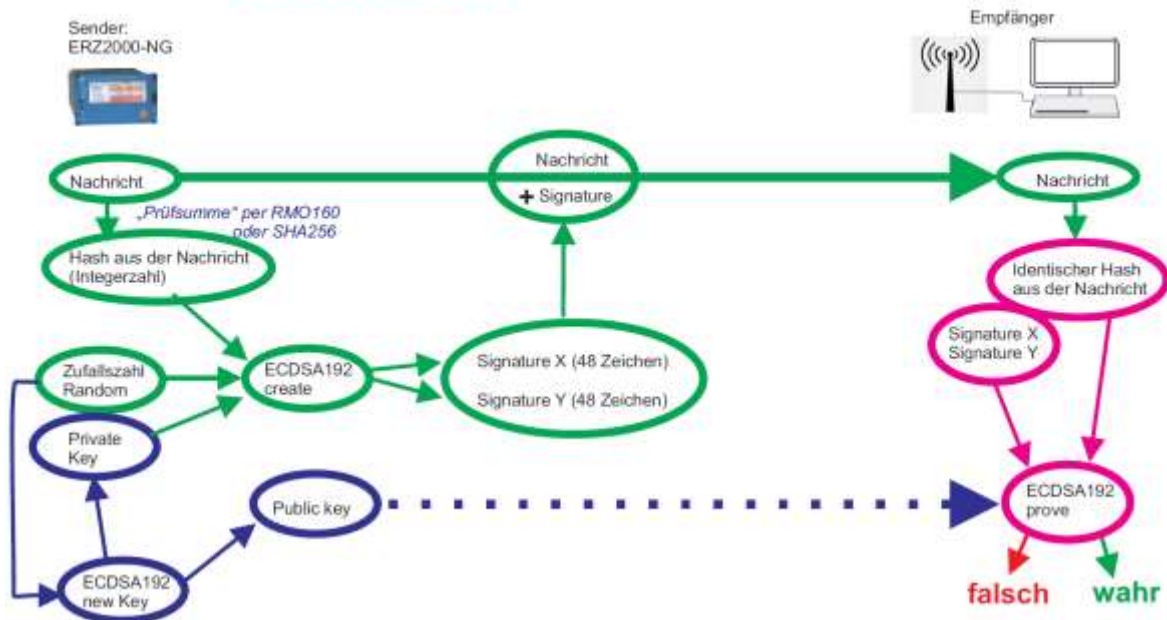 Sender:
ERZ2000-NG
Empfänger
Nachricht
Nachricht
+ Signature
Nachricht
„Prüfsumme“ per RMO160
oder SHA256
Hash aus der Nachricht
(Integerzahl)
Identischer Hash
aus der Nachricht
Signature X
Signature Y
Zufallszahl
Random
ECDSA192
create
Signature X (48 Zeichen)
Signature Y (48 Zeichen)
Private
Key
Public key
ECDSA192
prove
ECDSA192
new Key
falsch
wahr